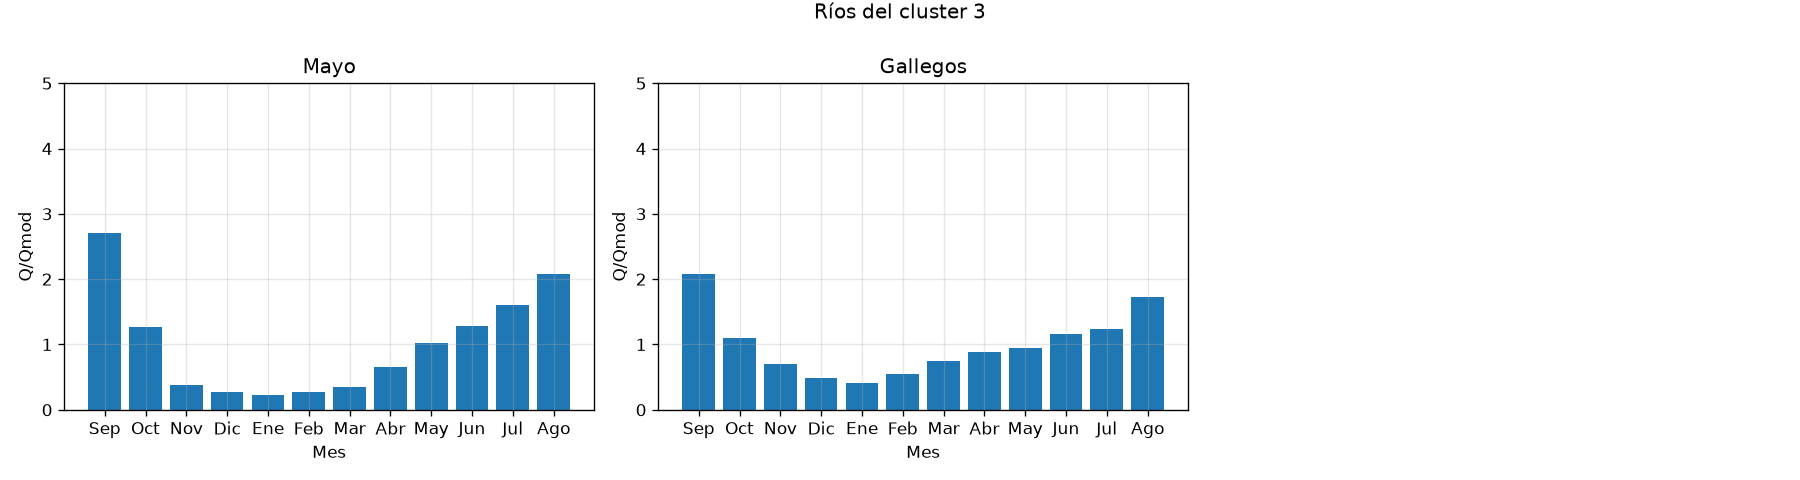 Ríos del cluster 3
Mayo
5
4
3
2
1
0
Q/Qmod
Sep Oct Nov Dic Ene Feb Mar Abr May Jun Jul Ago
Mes
Gallegos
5
4
3
2
1
0
Q/Qmod
Sep Oct Nov Dic Ene Feb Mar Abr May Jun Jul Ago
Mes